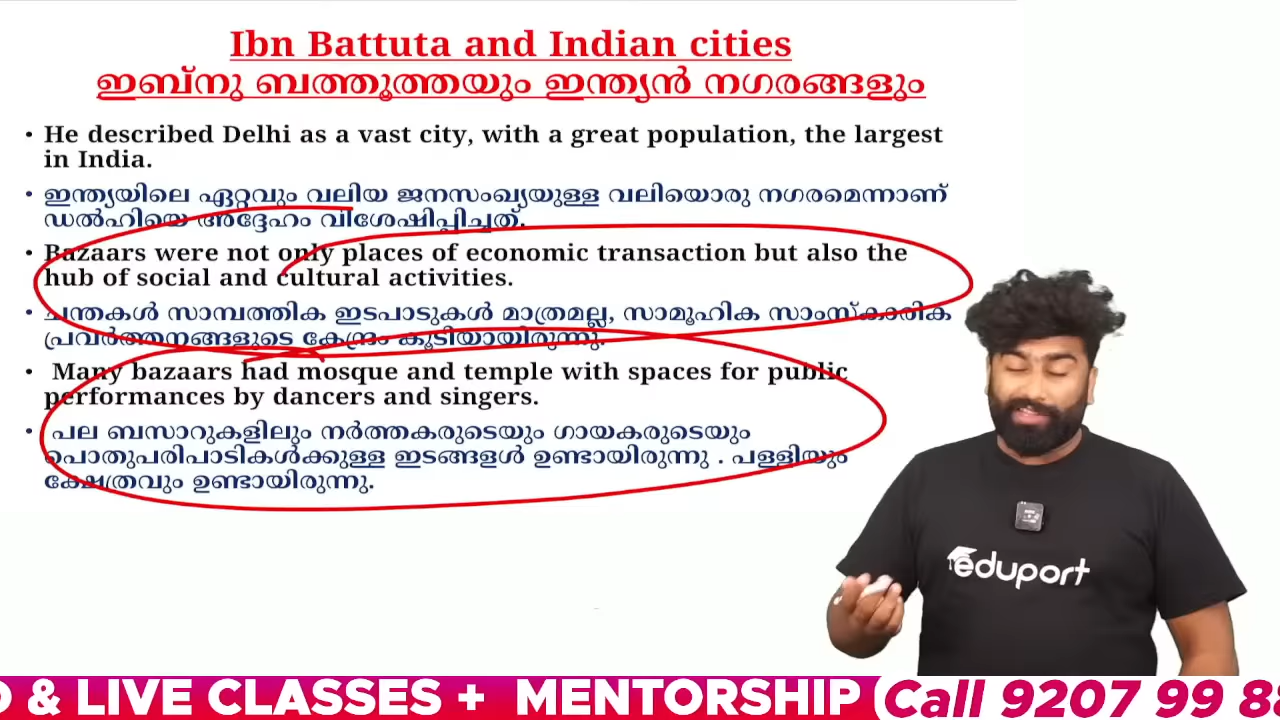 Ibn Battuta and Indian cities
ഇബ്നു ബത്തൂത്തയും ഇന്ത്യൻ നഗരങ്ങളും
• He described Delhi as a vast city, with a great population, the largest
in India.
• ഇന്ത്യയിലെ ഏറ്റവും വലിയ ജനസംഖ്യയുള്ള വലിയൊരു നഗരമെന്നാണ്
ഡൽഹിയെ അദ്ദേഹം വിശേഷിപ്പിച്ചത്.
• Bazaars were not only places of economic transaction but also the
hub of social and cultural activities.
• ചന്തകൾ സാമ്പത്തിക ഇടപാടുകൾ മാത്രമല്ല, സാമൂഹിക സാംസ്കാരിക
പ്രവർത്തനങ്ങളുടെ കേന്ദ്രം കൂടിയായിരുന്നു.
• Many bazaars had mosque and temple with spaces for public
performances by dancers and singers.
• പല ബസാറുകളിലും നർത്തകരുടെയും ഗായകരുടെയും
പൊതുപരിപാടികൾക്കുള്ള ഇടങ്ങളൾ ഉണ്ടായിരുന്നു . പള്ളിയും
ക്ഷേത്രവും ഉണ്ടായിരുന്നു.
eduport
& LIVE CLASSES + MENTORSHIP (Call 9207 99 88